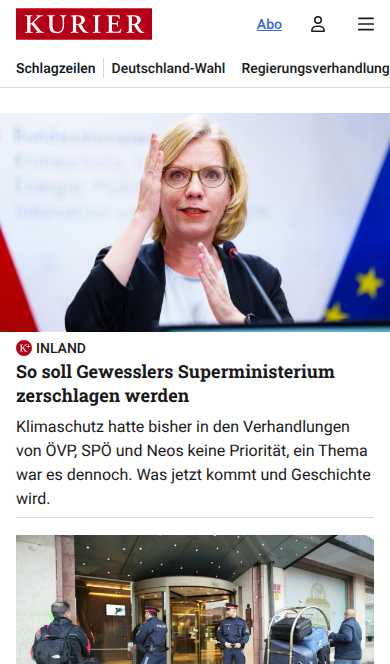 KURIER
Abo
Schlagzeilen
Deutschland-Wahl
Regierungsverhandlung
K+ INLAND
So soll Gewesslers Superministerium
zerschlagen werden
Klimaschutz hatte bisher in den Verhandlungen
von ÖVP, SPÖ und Neos keine Priorität, ein Thema
war es dennoch. Was jetzt kommt und Geschichte
wird.